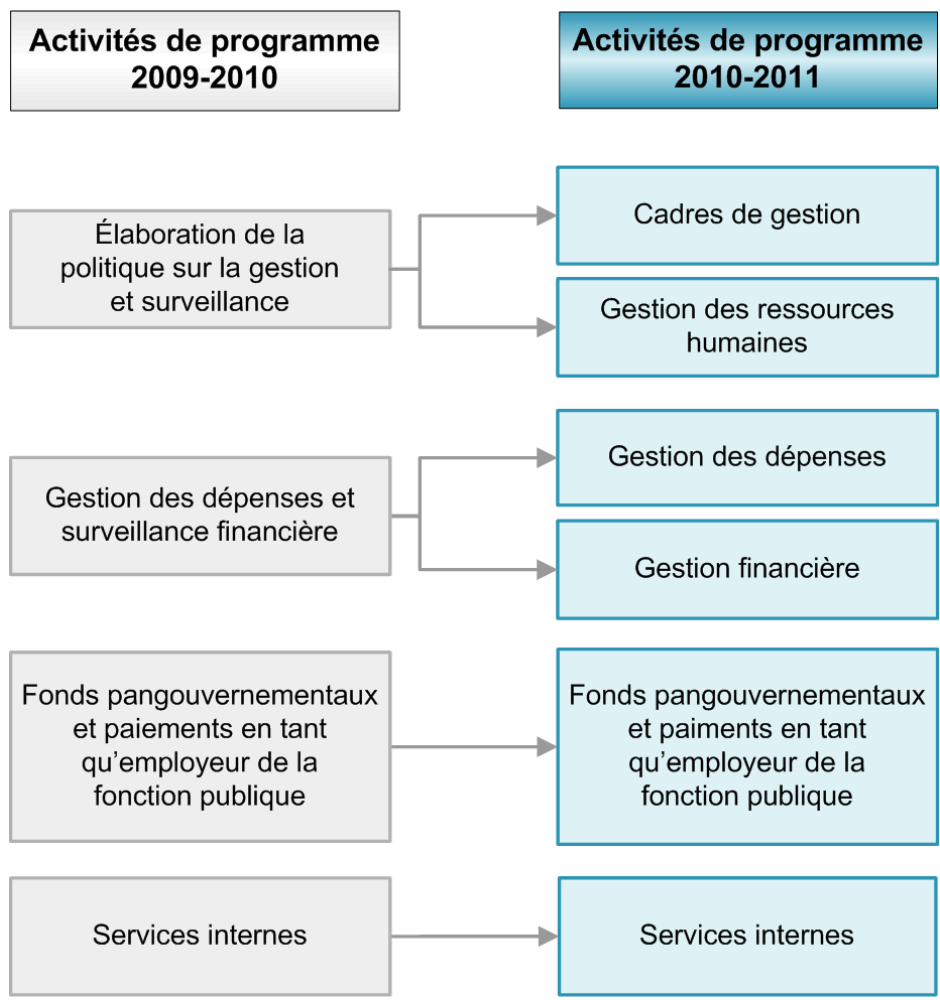 Activités de programme
2009-2010
Activités de programme
2010-2011
Élaboration de la
politique sur la gestion
et surveillance
Cadres de gestion
Gestion des ressources
humaines
Gestion des dépenses et
surveillance financière
Gestion des dépenses
Gestion financière
Fonds pangouvernementaux
et paiements en tant
qu’employeur de la
fonction publique
Fonds pangouvernementaux
et paiments en tant
qu’employeur de la
fonction publique
Services internes
Services internes